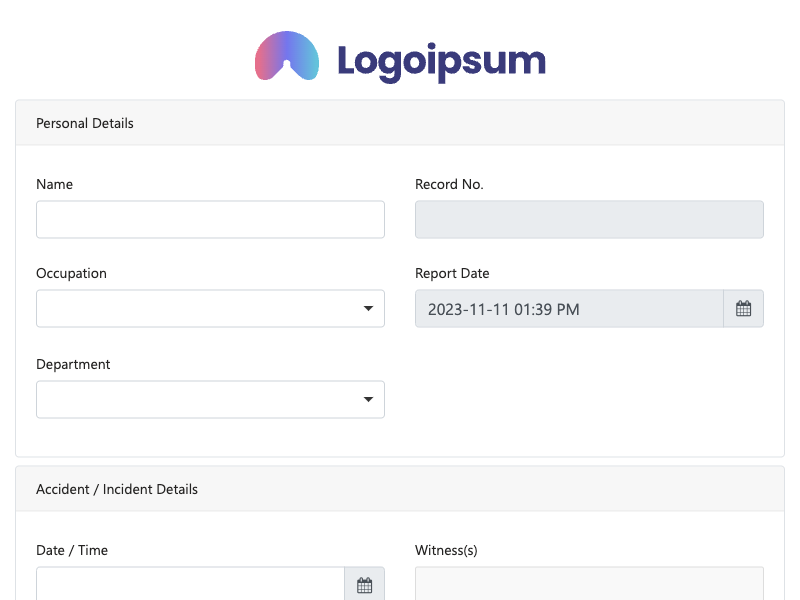 Logoipsum
Personal Details
Name
Record No.
Occupation
Report Date
2023-11-11 01:39 PM
Department
Accident / Incident Details
Date / Time
Witness(s)